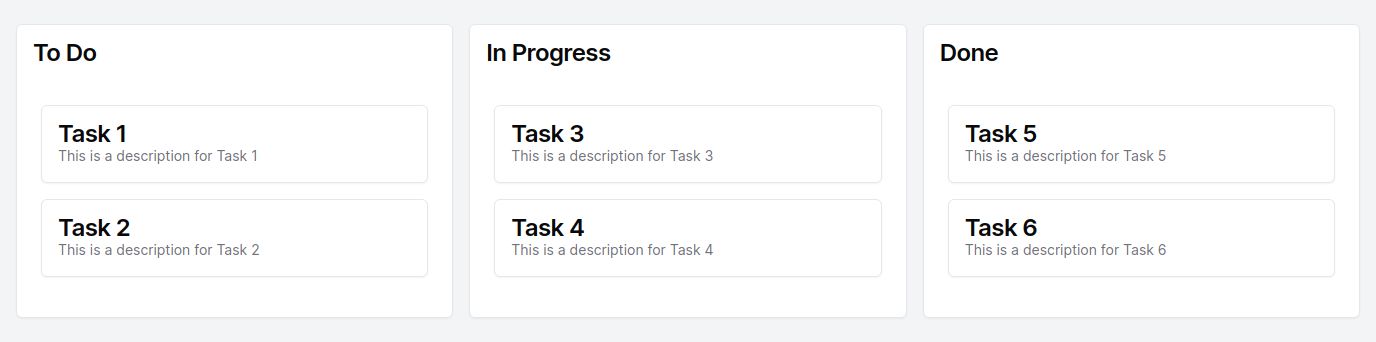 To Do
Task 1
This is a description for Task 1
Task 2
This is a description for Task 2
In Progress
Task 3
This is a description for Task 3
Task 4
This is a description for Task 4
Done
Task 5
This is a description for Task 5
Task 6
This is a description for Task 6